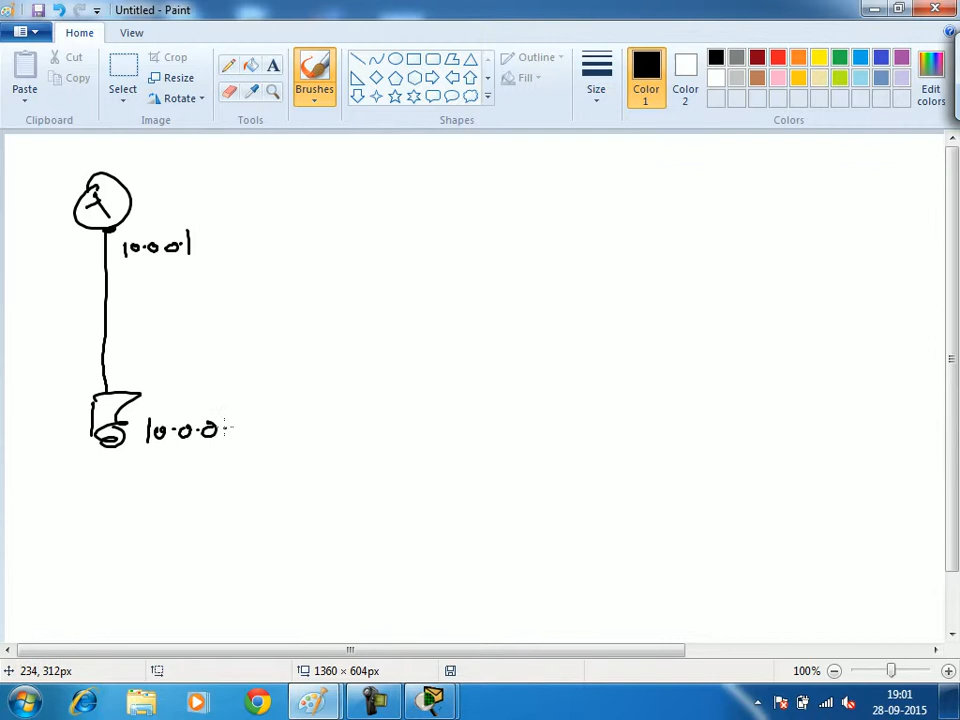 Untitled - Paint
Home View
Paste
Cut
Copy
Clipboard
Select
Crop
Resize
Rotate
Image
Tools
Brushes
Shapes
Outline
Fill
Size
Color 1
Color 2
Edit colors
Colors
10.0.0.1
10.0.0.
234, 312px
1360 × 604px
100%
19:01
28-09-2015